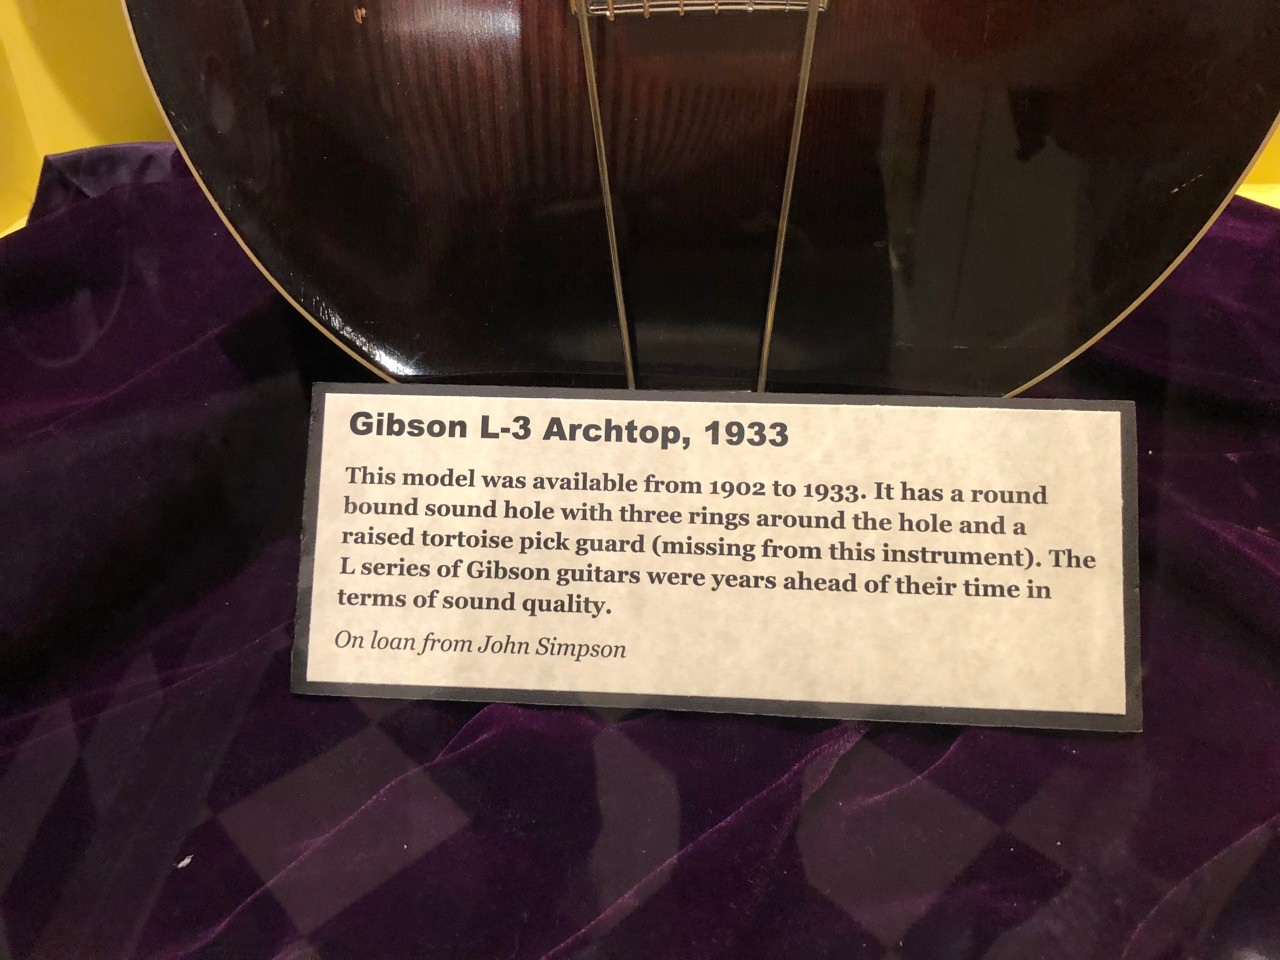 Gibson L-3 Archtop, 1933
This model was available from 1902 to 1933. It has a round
bound sound hole with three rings around the hole and a
raised tortoise pick guard (missing from this instrument). The
L series of Gibson guitars were years ahead of their time in
terms of sound quality.
On loan from John Simpson